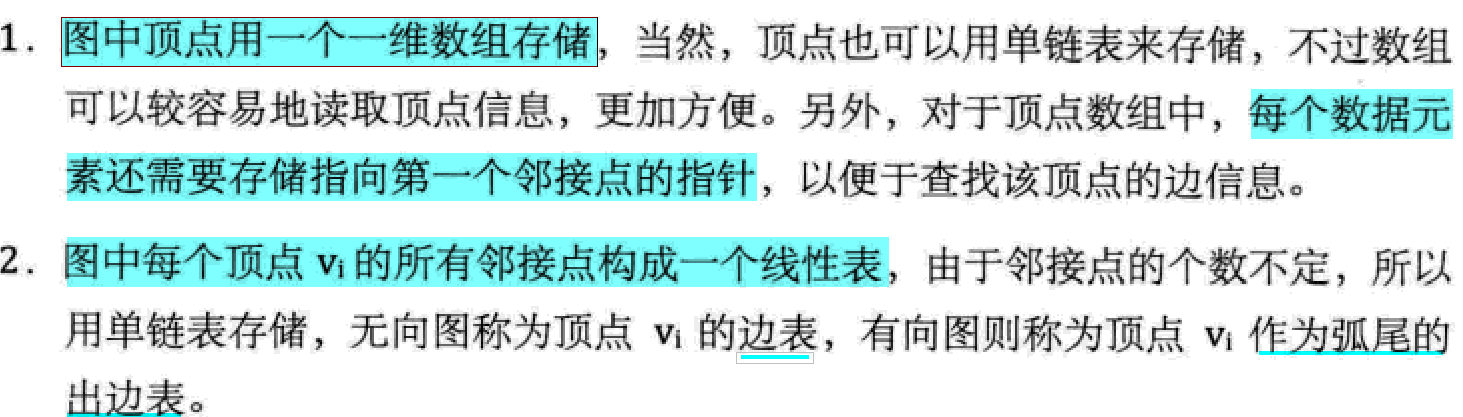 1. 图中顶点用一个一维数组存储，当然，顶点也可以用单链表来存储，不过数组
可以较容易地读取顶点信息，更加方便。另外，对于顶点数组中，每个数据元
素还需要存储指向第一个邻接点的指针，以便于查找该顶点的边信息。
2. 图中每个顶点 vi 的所有邻接点构成一个线性表，由于邻接点的个数不定，所以
用单链表存储，无向图称为顶点 vi 的边表，有向图则称为顶点 vi 作为弧尾的
出边表。